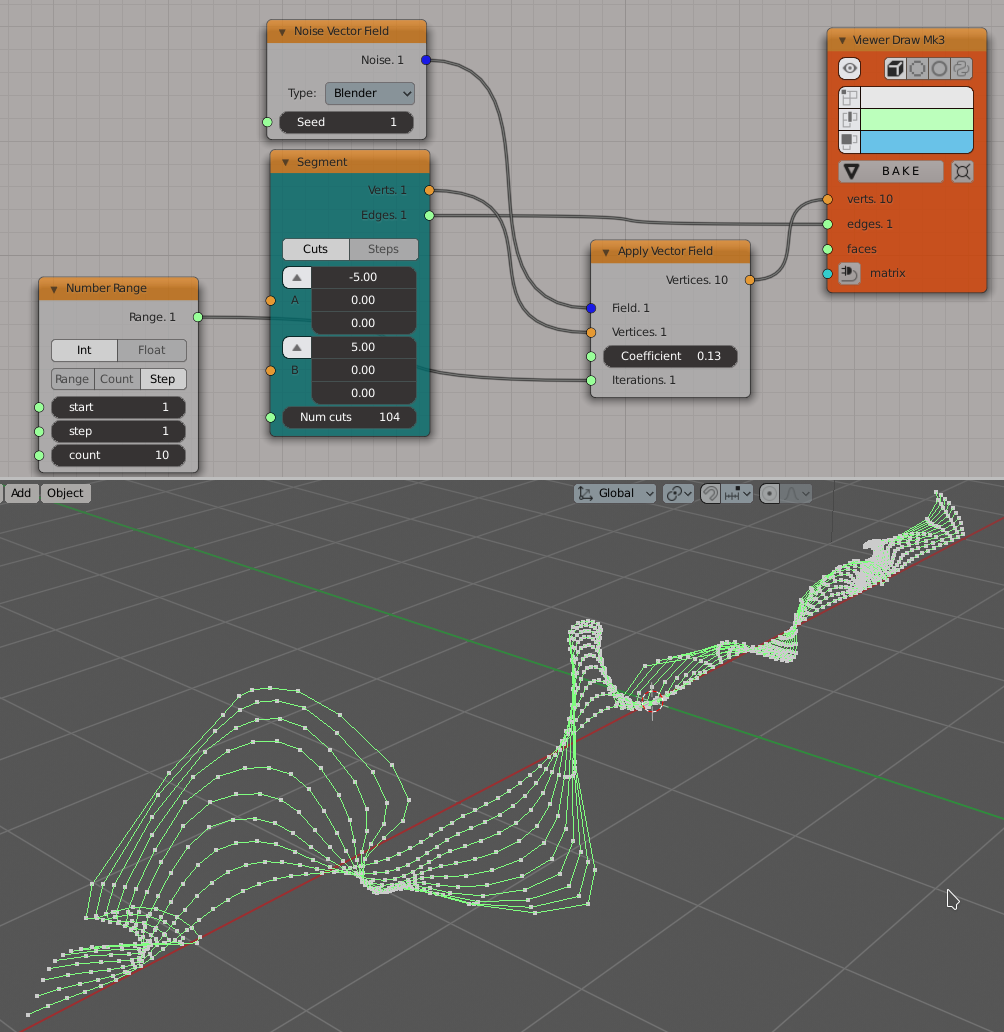 Noise Vector Field
Noise. 1
Type: Blender
Seed 1
Segment
Verts. 1
Edges. 1
Cuts Steps
-5.00
A 0.00
0.00
5.00
B 0.00
0.00
Num cuts 104
Number Range
Range. 1
Int Float
Range Count Step
start 1
step 1
count 10
Apply Vector Field
Vertices. 10
Field. 1
Vertices. 1
Coefficient 0.13
Iterations. 1
Viewer Draw Mk3
BAKE
verts. 10
edges. 1
faces
matrix
Add Object Global